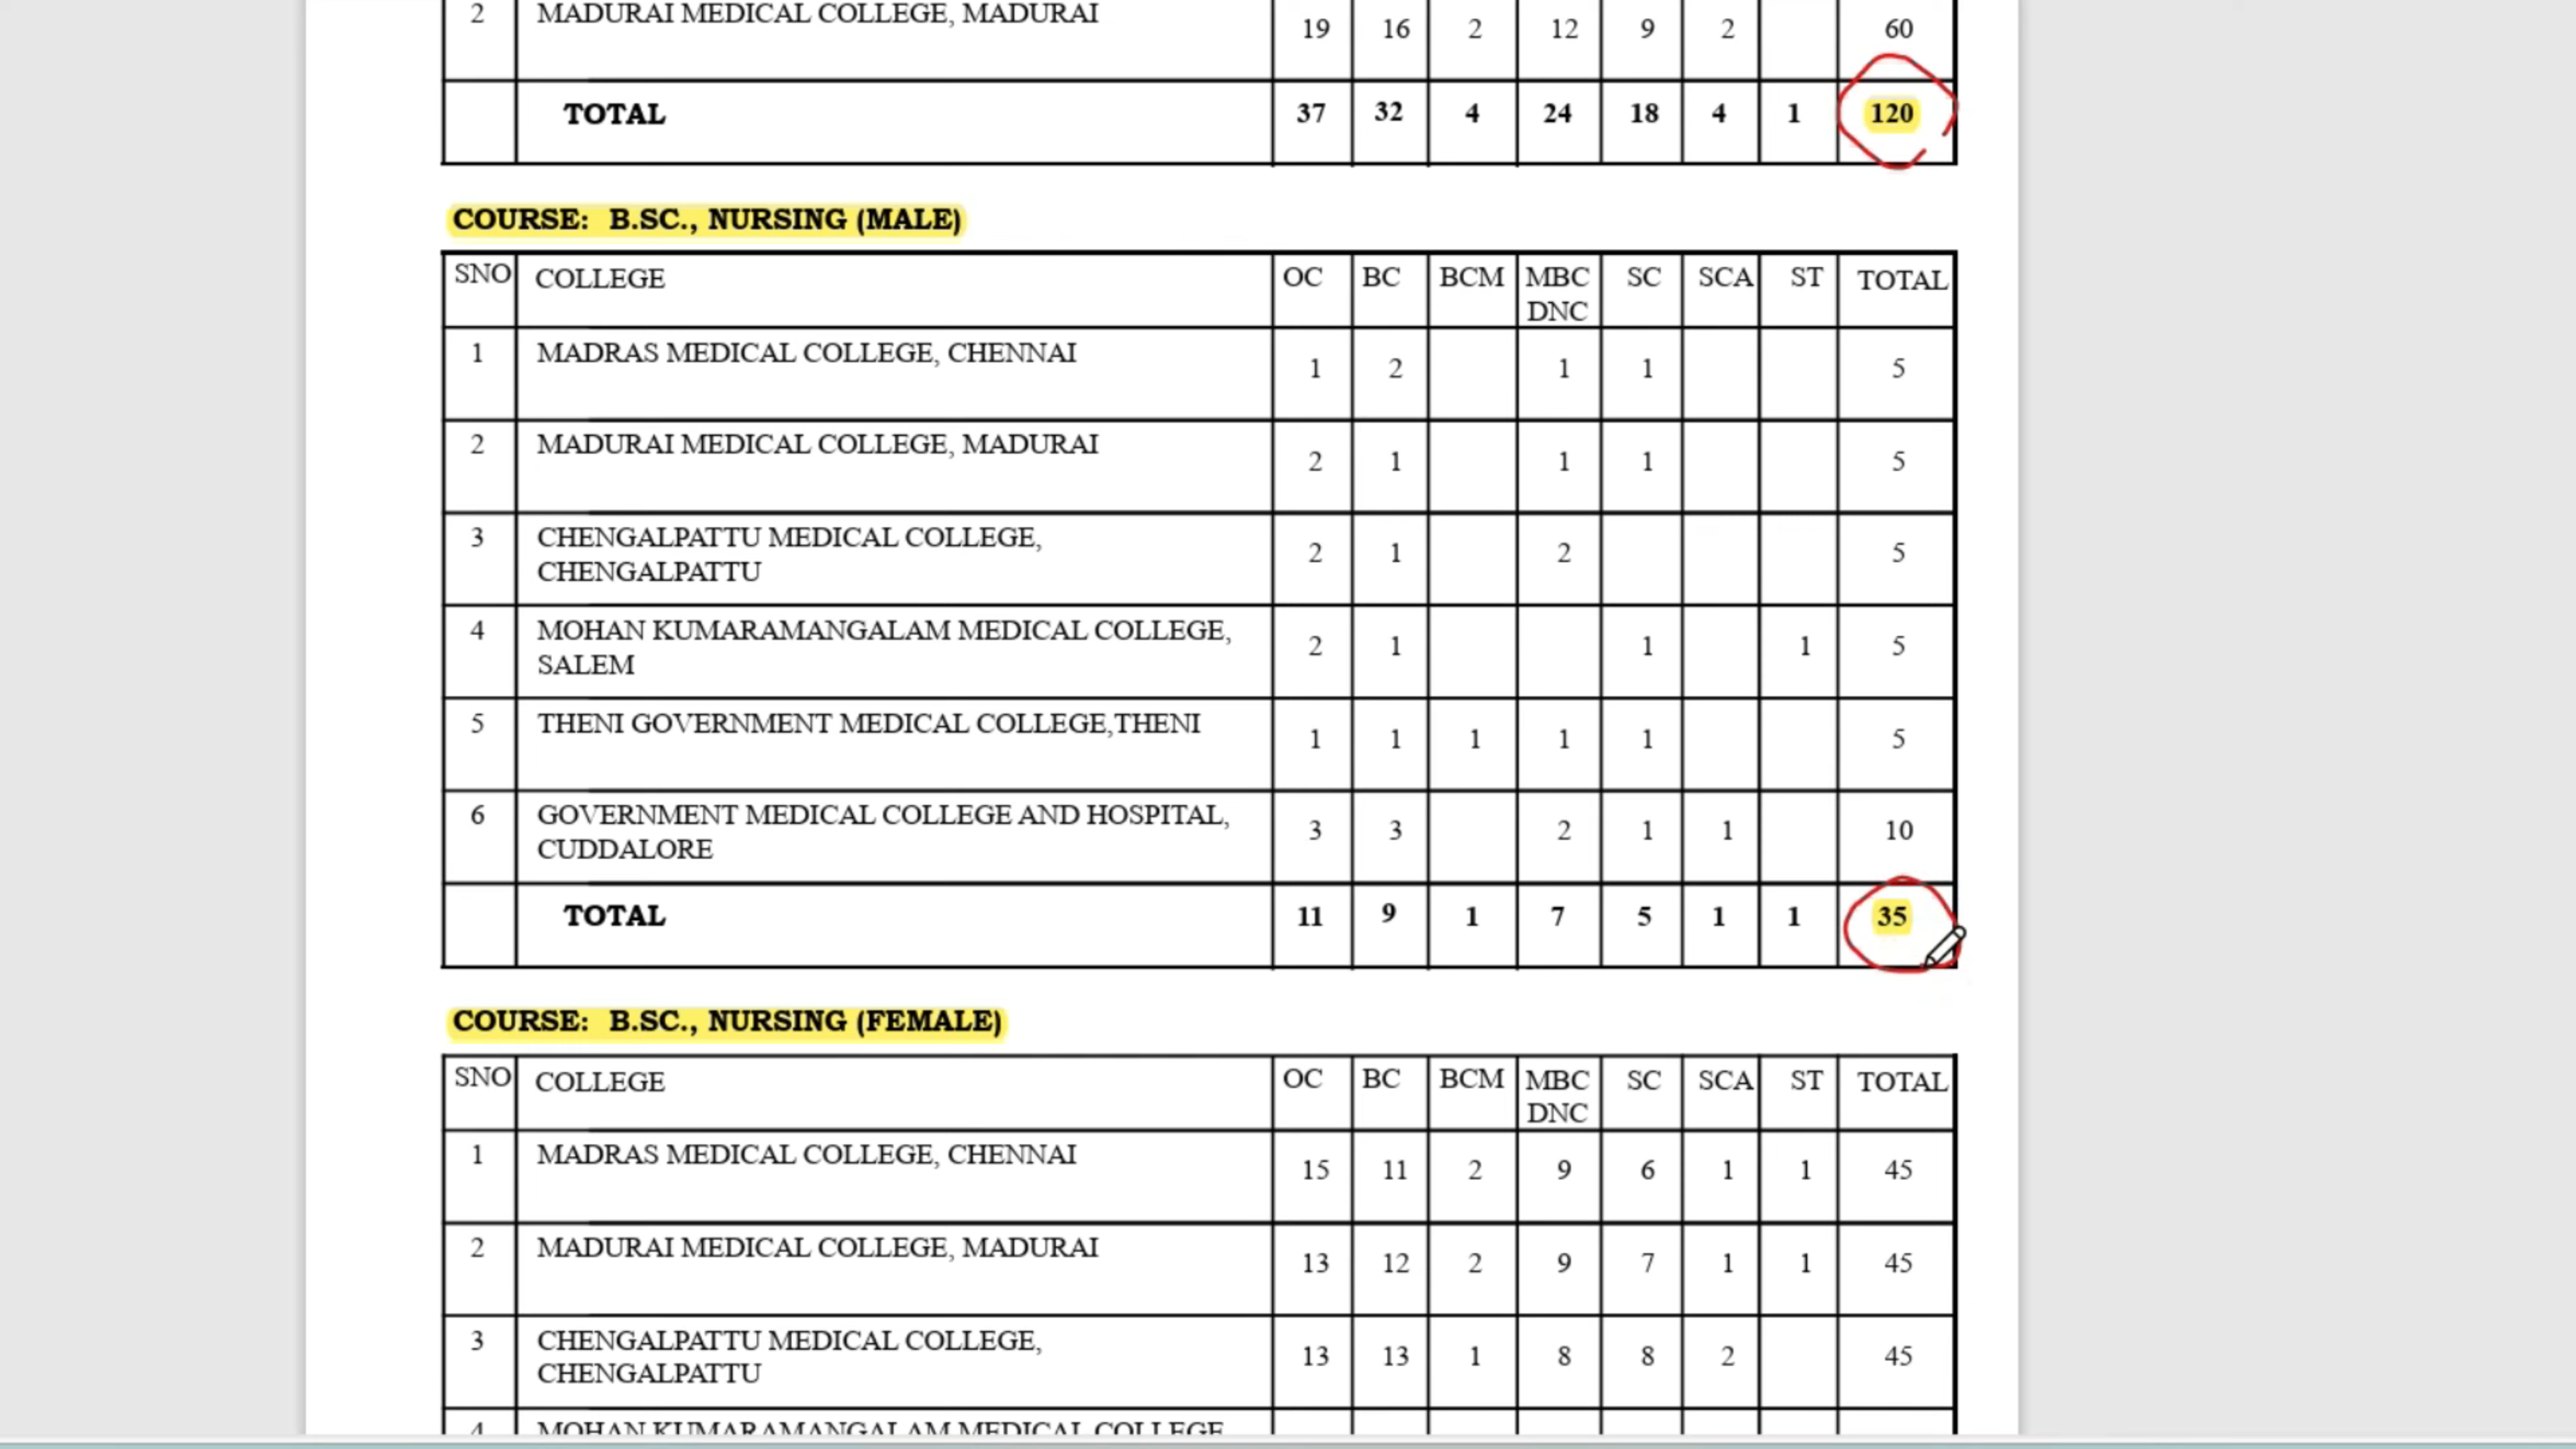 2 MADURAI MEDICAL COLLEGE, MADURAI 19 16 2 12 9 2 60
TOTAL 37 32 4 24 18 4 1 120
COURSE: B.SC., NURSING (MALE)
SNO COLLEGE OC BC BCM MBC SC SCA ST TOTAL
DNC
1 MADRAS MEDICAL COLLEGE, CHENNAI 1 2 1 1 5
2 MADURAI MEDICAL COLLEGE, MADURAI 2 1 1 1 5
3 CHENGALPATTU MEDICAL COLLEGE, 2 1 2 5
CHENGALPATTU
4 MOHAN KUMARAMANGALAM MEDICAL COLLEGE, 2 1 1 1 5
SALEM
5 THENI GOVERNMENT MEDICAL COLLEGE,THENI 1 1 1 1 1 5
6 GOVERNMENT MEDICAL COLLEGE AND HOSPITAL, 3 3 2 1 1 10
CUDDALORE
TOTAL 11 9 1 7 5 1 1 35
COURSE: B.SC., NURSING (FEMALE)
SNO COLLEGE OC BC BCM MBC SC SCA ST TOTAL
DNC
1 MADRAS MEDICAL COLLEGE, CHENNAI 15 11 2 9 6 1 1 45
2 MADURAI MEDICAL COLLEGE, MADURAI 13 12 2 9 7 1 1 45
3 CHENGALPATTU MEDICAL COLLEGE, 13 13 1 8 8 2 45
CHENGALPATTU
4 MOHAN KUMARAMANGALAM MEDICAL COLLEGE